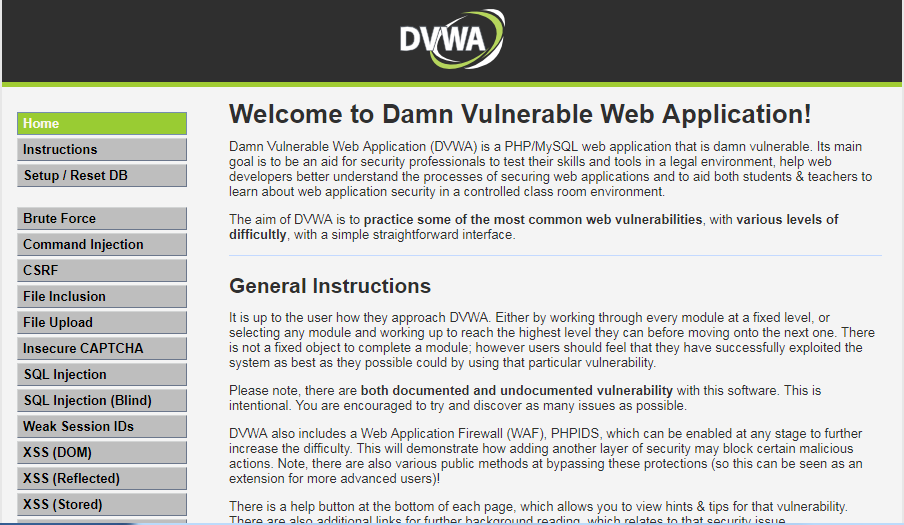 DVWA
Home
Instructions
Setup / Reset DB
Brute Force
Command Injection
CSRF
File Inclusion
File Upload
Insecure CAPTCHA
SQL Injection
SQL Injection (Blind)
Weak Session IDs
XSS (DOM)
XSS (Reflected)
XSS (Stored)
Welcome to Damn Vulnerable Web Application!
Damn Vulnerable Web Application (DVWA) is a PHP/MySQL web application that is damn vulnerable. Its main
goal is to be an aid for security professionals to test their skills and tools in a legal environment, help web
developers better understand the processes of securing web applications and to aid both students & teachers to
learn about web application security in a controlled class room environment.
The aim of DVWA is to practice some of the most common web vulnerabilities, with various levels of
difficultly, with a simple straightforward interface.
General Instructions
It is up to the user how they approach DVWA. Either by working through every module at a fixed level, or
selecting any module and working up to reach the highest level they can before moving onto the next one. There
is not a fixed object to complete a module; however users should feel that they have successfully exploited the
system as best as they possible could by using that particular vulnerability.
Please note, there are both documented and undocumented vulnerability with this software. This is
intentional. You are encouraged to try and discover as many issues as possible.
DVWA also includes a Web Application Firewall (WAF), PHPIDS, which can be enabled at any stage to further
increase the difficulty. This will demonstrate how adding another layer of security may block certain malicious
actions. Note, there are also various public methods at bypassing these protections (so this can be seen as an
extension for more advanced users)!
There is a help button at the bottom of each page, which allows you to view hints & tips for that vulnerability.
There are also additional links for further background reading, which relates to that security issue.